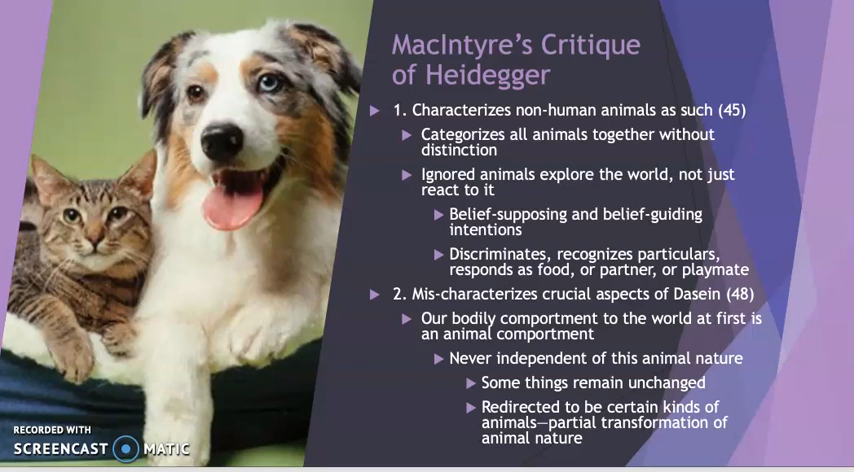 MacIntyre's Critique
of Heidegger
1. Characterizes non-human animals as such (45)
Categorizes all animals together without
distinction
Ignored animals explore the world, not just
react to it
Belief-supposing and belief-guiding
intentions
Discriminates, recognizes particulars,
responds as food, or partner, or playmate
2. Mis-characterizes crucial aspects of Dasein (48)
Our bodily comportment to the world at first is
an animal comportment
Never independent of this animal nature
Some things remain unchanged
Redirected to be certain kinds of
animals—partial transformation of
animal nature
RECORDED WITH
SCREENCAST MATIC